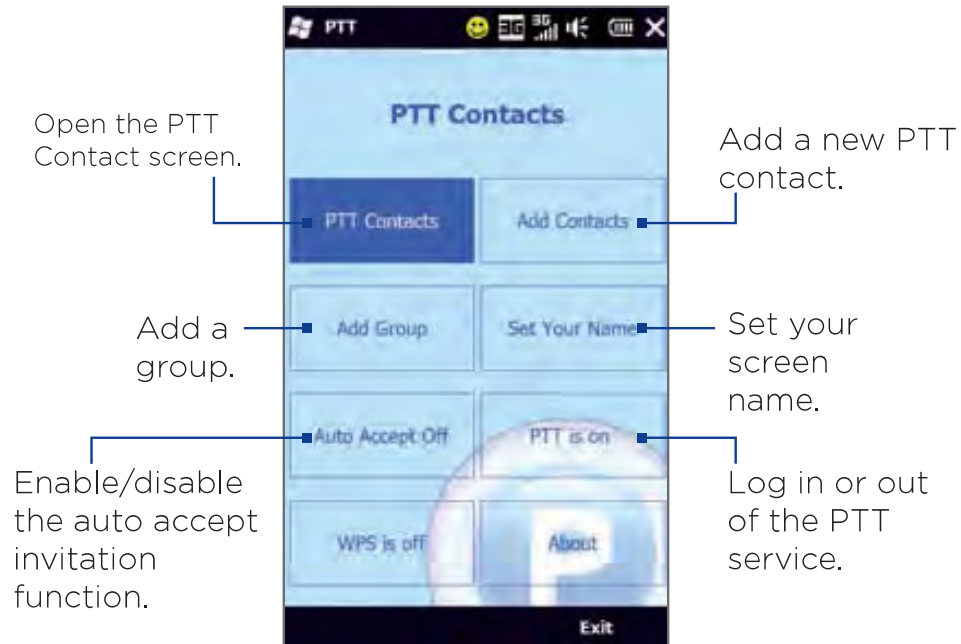 PTT
3G 3G
PTT Contacts
Open the PTT
Contact screen.
Add a new PTT
contact.
PTT Contacts
Add Contacts
Add a
group.
Add Group
Set Your Name
Set your
screen
name.
Auto Accept Off
PTT is on
Enable/disable
the auto accept
invitation
function.
Log in or out
of the PTT
service.
WPS is off
About
P
Exit